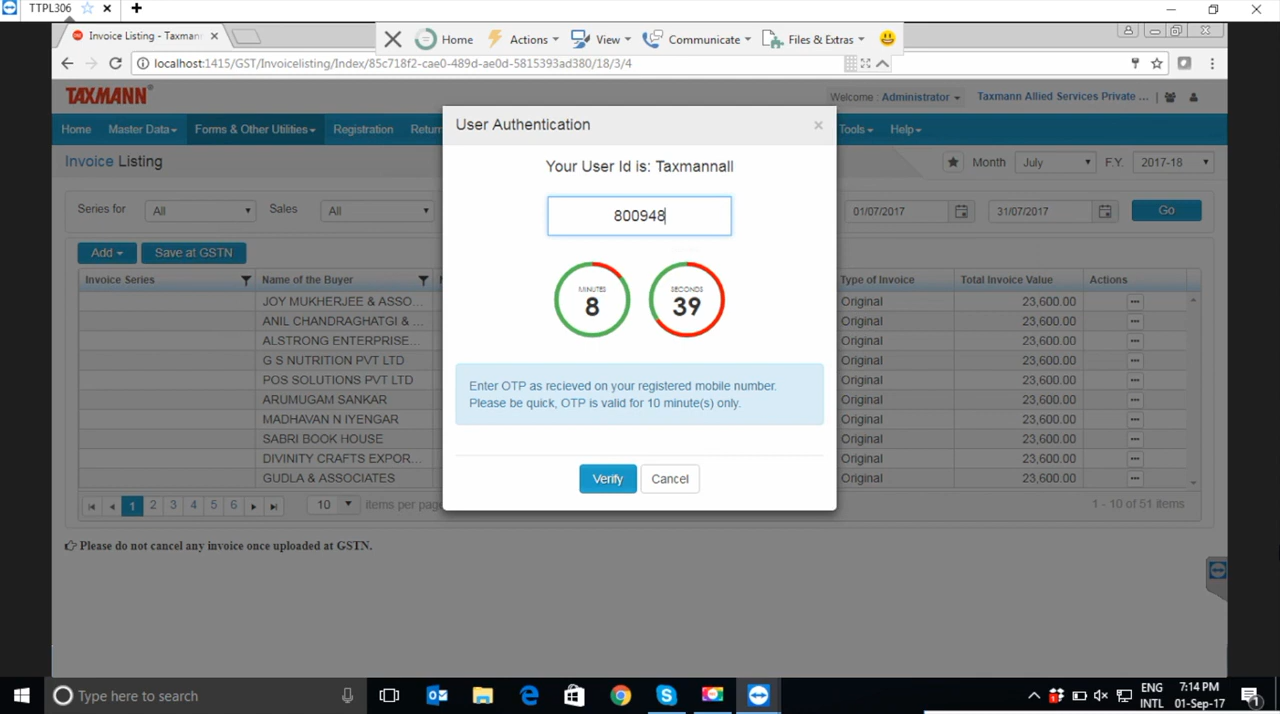 TTPL306
Invoice Listing - Taxmann
Home Actions View Communicate Files & Extras
localhost:1415/GST/Invoicelisting/Index/85c718f2-cae0-489d-ae0d-5815393ad380/18/3/4
TAXMANN
Welcome : Administrator Taxmann Allied Services Private ...
Home Master Data Forms & Other Utilities Registration Return Tools Help
Invoice Listing Month July F.Y. 2017-18
Series for All Sales All 01/07/2017 31/07/2017 Go
Add Save at GSTN
Invoice Series Name of the Buyer Type of Invoice Total Invoice Value Actions
JOY MUKHERJEE & ASSO... Original 23,600.00
ANIL CHANDRAGHATGI & ... Original 23,600.00
ALSTRONG ENTERPRISE... Original 23,600.00
G S NUTRITION PVT LTD Original 23,600.00
POS SOLUTIONS PVT LTD Original 23,600.00
ARUMUGAM SANKAR Original 23,600.00
MADHAVAN N IYENGAR Original 23,600.00
SABRI BOOK HOUSE Original 23,600.00
DIVINITY CRAFTS EXPOR... Original 23,600.00
GUDLA & ASSOCIATES Original 23,600.00
1 2 3 4 5 6 10 items per pag 1 - 10 of 51 items
Please do not cancel any invoice once uploaded at GSTN.
User Authentication ×
Your User Id is: Taxmannall
800948
MINUTES SECONDS
8 39
Enter OTP as recieved on your registered mobile number.
Please be quick, OTP is valid for 10 minute(s) only.
Verify Cancel
Type here to search
ENG 7:14 PM
INTL 01-Sep-17
1